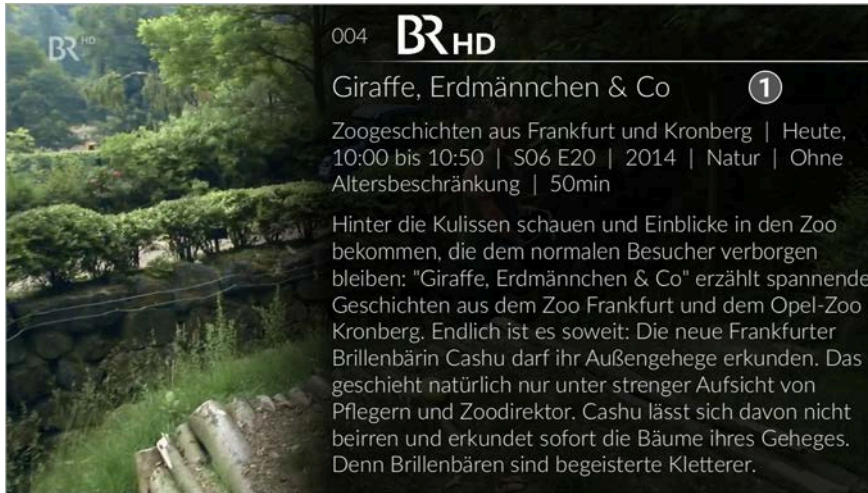 BR HD
004 BR HD
Giraffe, Erdmännchen & Co 1
Zoogeschichten aus Frankfurt und Kronberg | Heute,
10:00 bis 10:50 | S06 E20 | 2014 | Natur | Ohne
Altersbeschränkung | 50min
Hinter die Kulissen schauen und Einblicke in den Zoo
bekommen, die dem normalen Besucher verborgen
bleiben: "Giraffe, Erdmännchen & Co" erzählt spannende
Geschichten aus dem Zoo Frankfurt und dem Opel-Zoo
Kronberg. Endlich ist es soweit: Die neue Frankfurter
Brillenbärin Cashu darf ihr Außengehege erkunden. Das
geschieht natürlich nur unter strenger Aufsicht von
Pflegern und Zoodirektor. Cashu lässt sich davon nicht
beirren und erkundet sofort die Bäume ihres Geheges.
Denn Brillenbären sind begeisterte Kletterer.